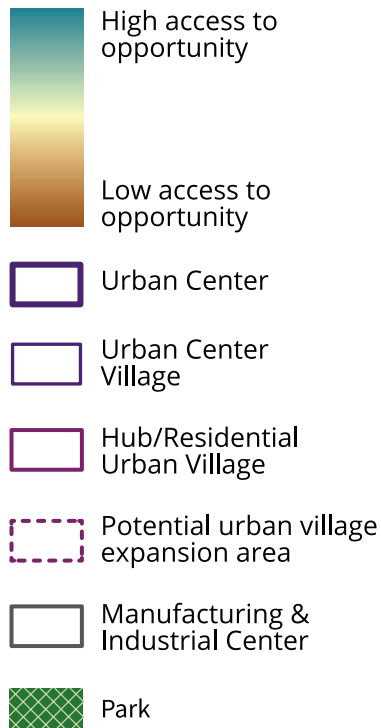 High access to
opportunity
Low access to
opportunity
Urban Center
Urban Center
Village
Hub/Residential
Urban Village
Potential urban village
expansion area
Manufacturing &
Industrial Center
Park